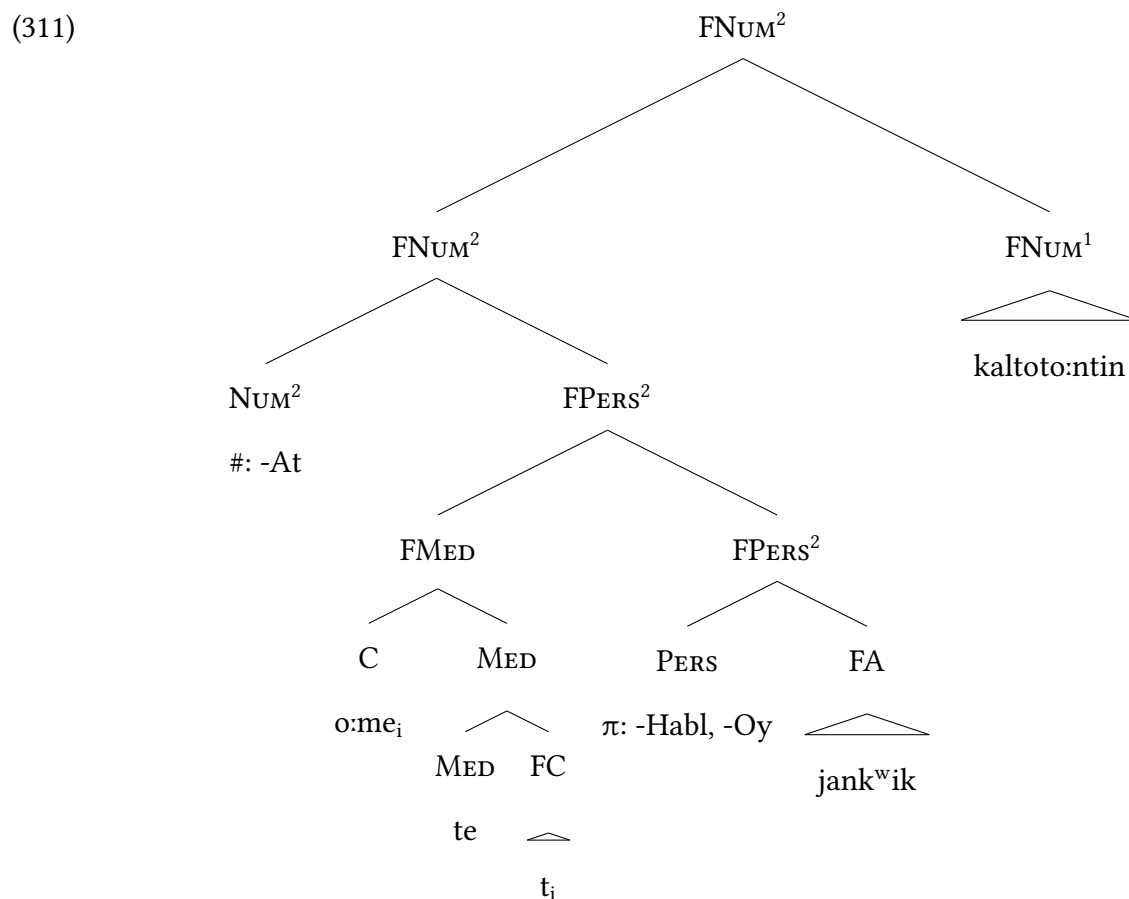 (311)
FNUM²
FNUM² FNUM¹
kaltoto:ntin
NUM² FPERS²
#: -At
FMED FPERS²
C MED PERS FA
o:meᵢ π: -Habl, -Oy
MED FC jankʷik
te
tᵢ